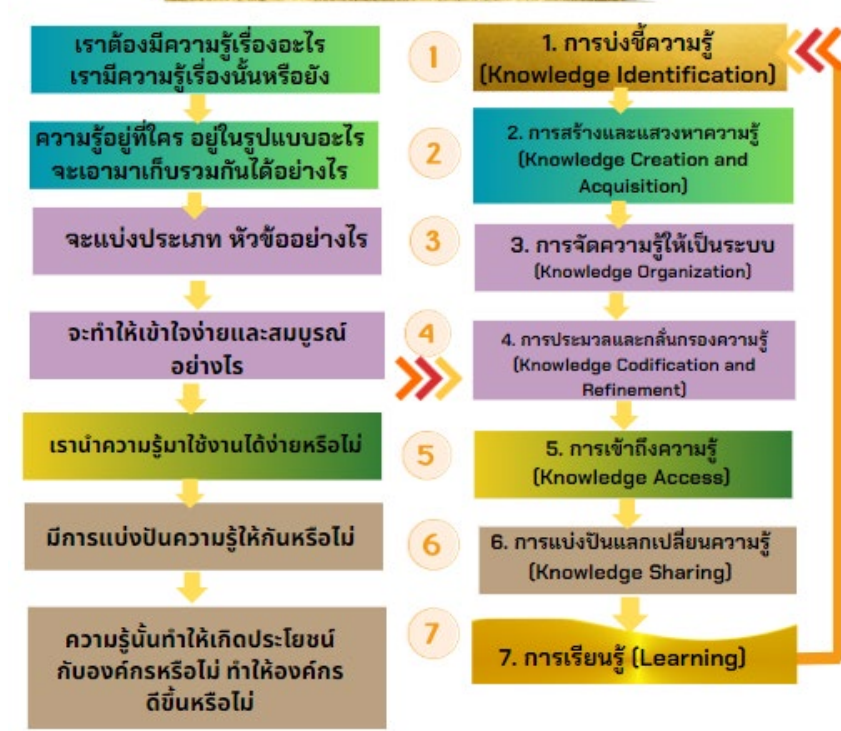 เราต้องมีความรู้เรื่องอะไร
เรามีความรู้เรื่องนั้นหรือยัง
1
1. การบ่งชี้ความรู้
(Knowledge Identification)
ความรู้อยู่ที่ใคร อยู่ในรูปแบบอะไร
จะเอามาเก็บรวมกันได้อย่างไร
2
2. การสร้างและแสวงหาความรู้
(Knowledge Creation and
Acquisition)
จะแบ่งประเภท หัวข้ออย่างไร
3
3. การจัดความรู้ให้เป็นระบบ
(Knowledge Organization)
จะทำให้เข้าใจง่ายและสมบูรณ์
อย่างไร
4
4. การประมวลและกลั่นกรองความรู้
(Knowledge Codification and
Refinement)
เรานำความรู้มาใช้งานได้ง่ายหรือไม่
5
5. การเข้าถึงความรู้
(Knowledge Access)
มีการแบ่งปันความรู้ให้กันหรือไม่
6
6. การแบ่งปันแลกเปลี่ยนความรู้
(Knowledge Sharing)
ความรู้นั้นทำให้เกิดประโยชน์
กับองค์กรหรือไม่ ทำให้องค์กร
ดีขึ้นหรือไม่
7
7. การเรียนรู้ (Learning)